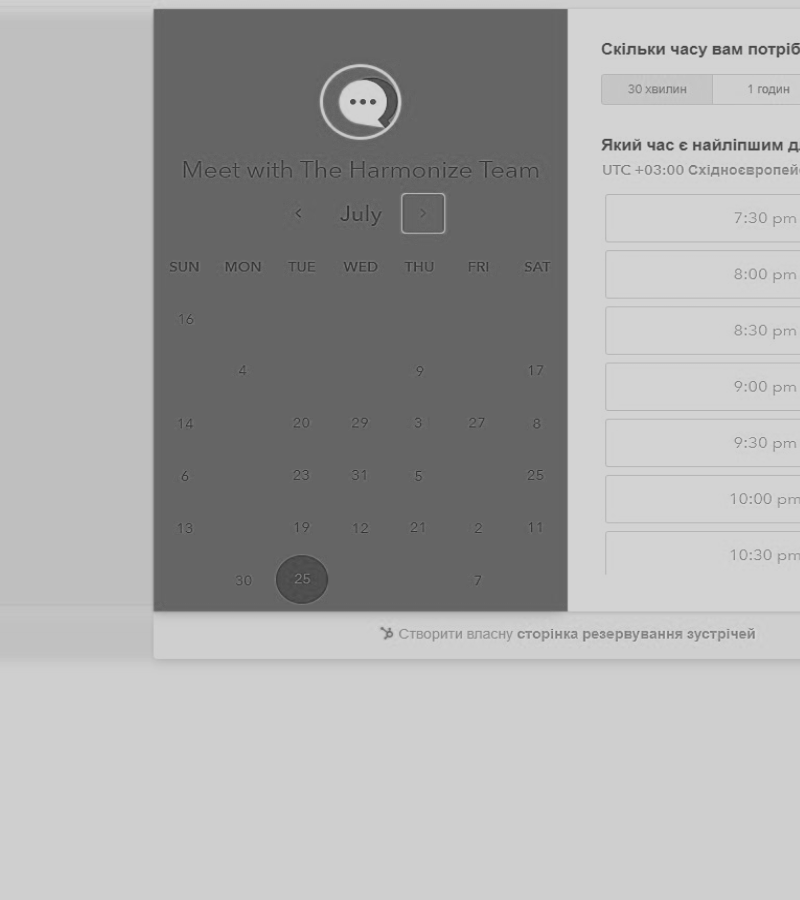 Meet with The Harmonize Team
July
SUN MON TUE WED THU FRI SAT
16
4 9 17
14 20 29 3 27 8
6 23 31 5 25
13 19 12 21 2 11
30 25 7
Скільки часу вам потріб
30 хвилин 1 годин
Який час є найліпшим д
UTC +03:00 Східноєвропей
7:30 pm
8:00 pm
8:30 pm
9:00 pm
9:30 pm
10:00 pm
10:30 pm
Створити власну сторінка резервування зустрічей